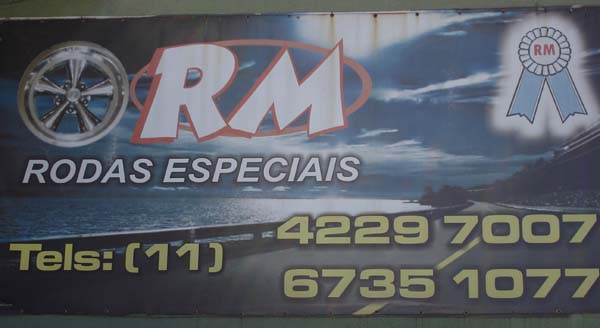 RM
RM
RODAS ESPECIAIS
Tels: (11) 4229 7007
6735 1077